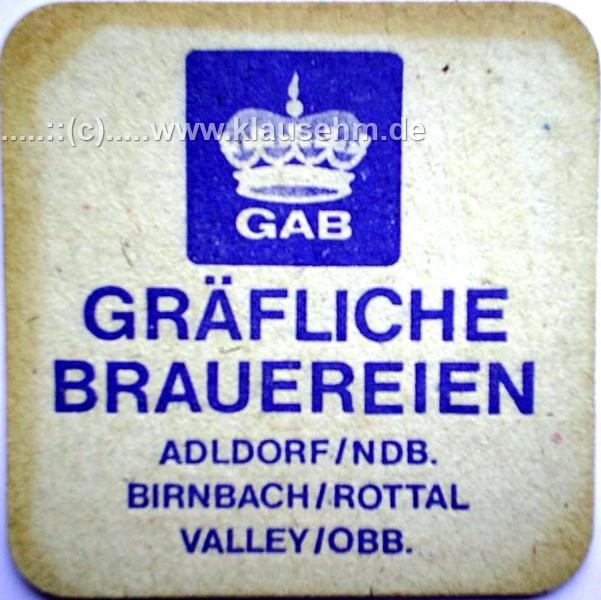 .....::(c).....www.klausehm.de
GAB
GRÄFLICHE
BRAUEREIEN
ADLDORF/NDB.
BIRNBACH/ROTTAL
VALLEY/OBB.